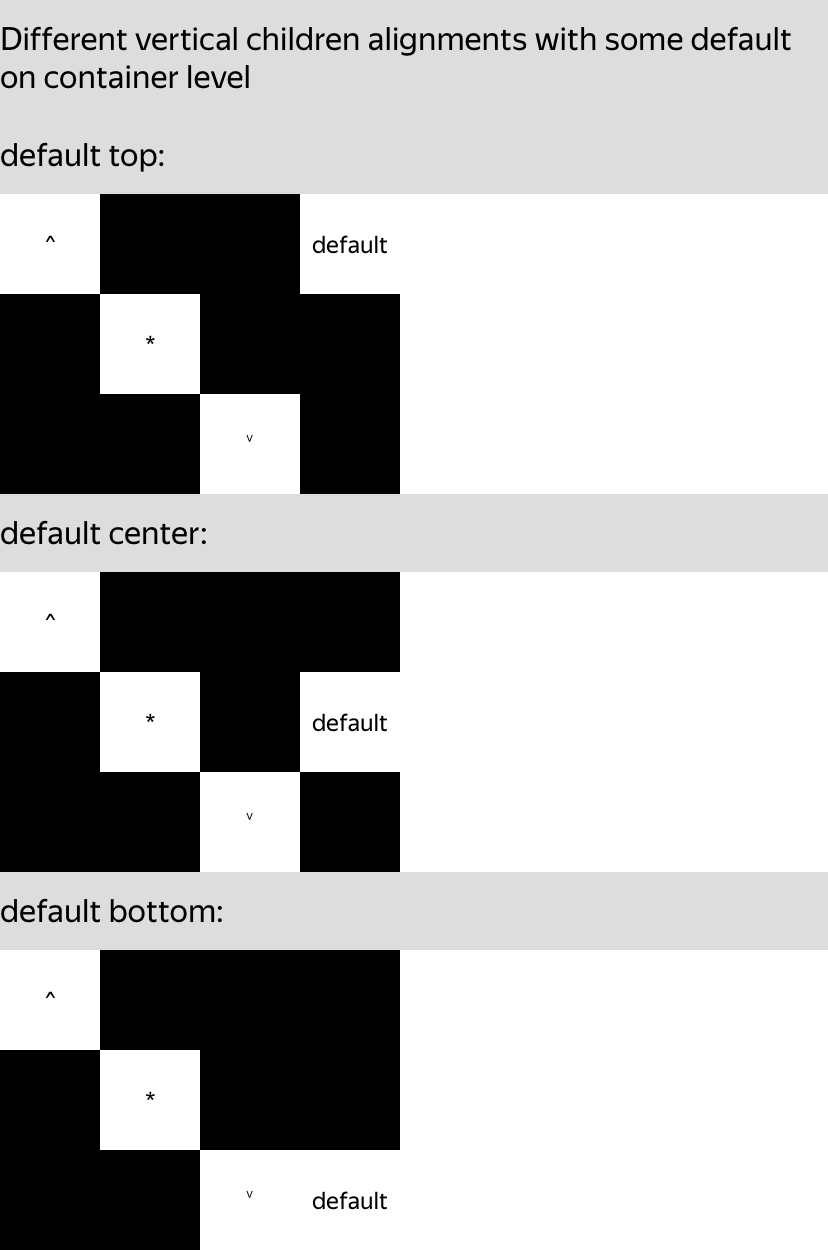 Different vertical children alignments with some default
on container level
default top:
^ default
*
v
default center:
^
* default
v
default bottom:
^
*
v default